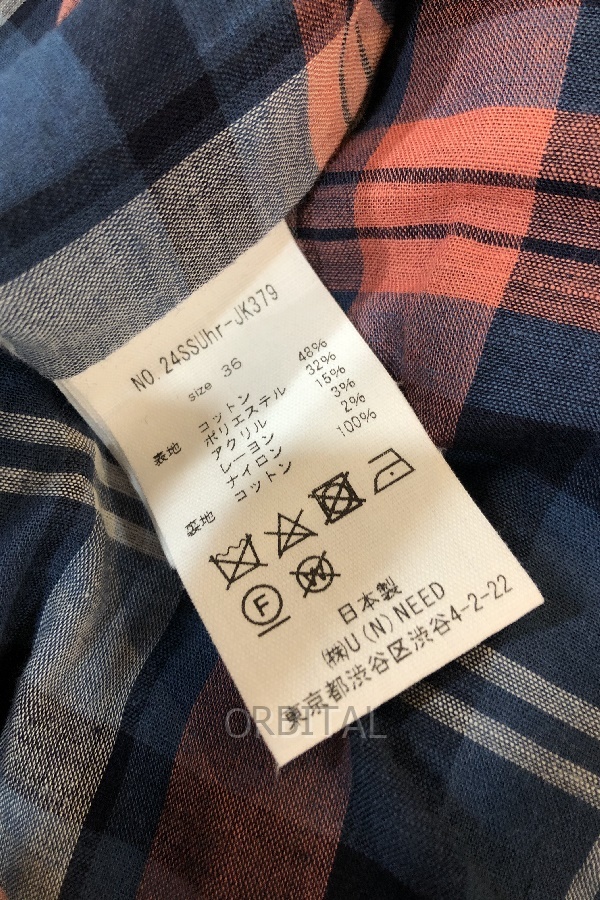 NO. 24SSUhr-JK379
size 36
表地 コットン 48%
ポリエステル 32%
アクリル 15%
レーヨン 3%
ナイロン 2%
裏地 コットン 100%
F W
日本製
㈱U(N)NEED
東京都渋谷区渋谷4-2-22
ORBITAL